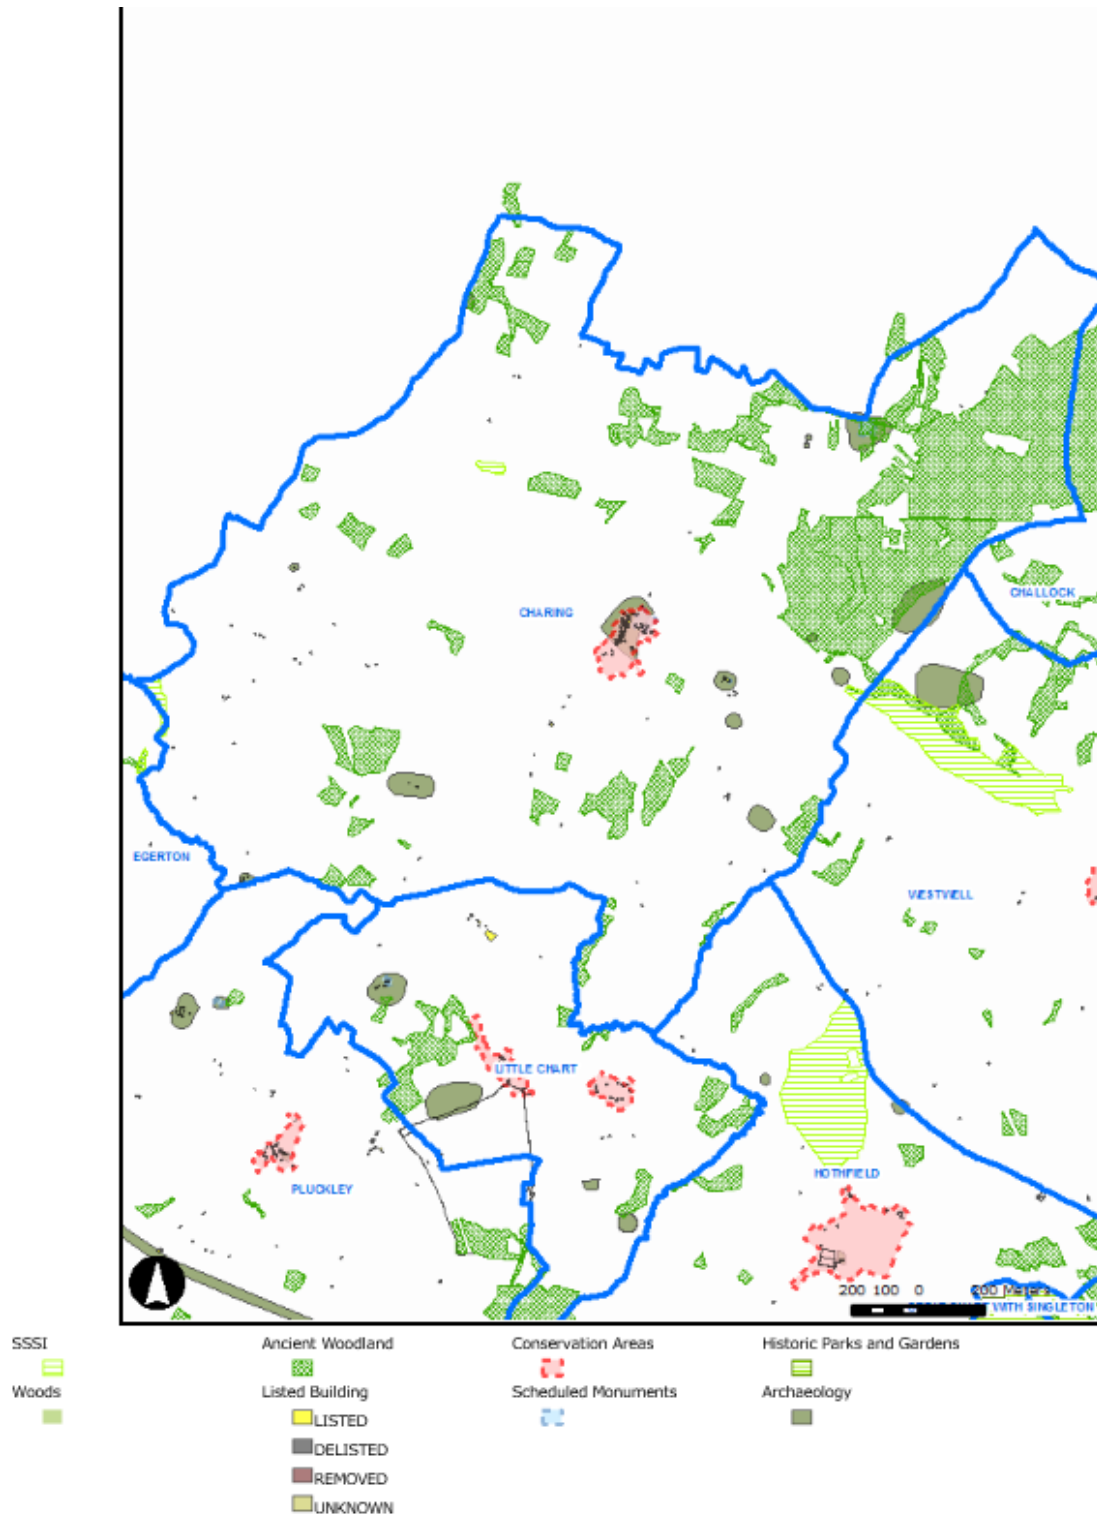 CHARING
CHALLOCK
EGERTON
WESTWELL
LITTLE CHART
PLUCKLEY
HOTHFIELD
200 100 0 200 Meters
WITH SINGLETON
SSSI
Ancient Woodland
Conservation Areas
Historic Parks and Gardens
Woods
Listed Building
Scheduled Monuments
Archaeology
LISTED
DELISTED
REMOVED
UNKNOWN